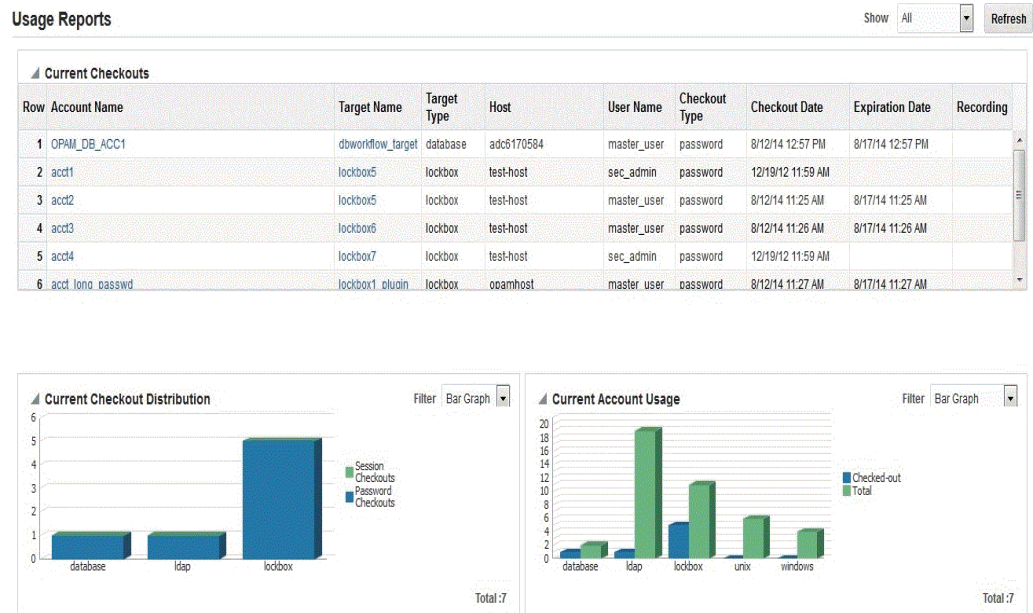 Usage Reports
Show All Refresh
Current Checkouts
Row Account Name Target Name Target Type Host User Name Checkout Type Checkout Date Expiration Date Recording
1 OPAM_DB_ACC1 dbworkflow_target database adc6170584 master_user password 8/12/14 12:57 PM 8/17/14 12:57 PM
2 acct1 lockbox5 lockbox test-host sec_admin password 12/19/12 11:59 AM
3 acct2 lockbox5 lockbox test-host master_user password 8/12/14 11:25 AM 8/17/14 11:25 AM
4 acct3 lockbox6 lockbox test-host master_user password 8/12/14 11:26 AM 8/17/14 11:26 AM
5 acct4 lockbox7 lockbox test-host sec_admin password 12/19/12 11:59 AM
6 acct_long_passwd lockbox1_plugin lockbox opamhost master_user password 8/12/14 11:27 AM 8/17/14 11:27 AM
Current Checkout Distribution
Filter Bar Graph
6
5
4
3
2
1
0
database ldap lockbox
Session Checkouts
Password Checkouts
Total :7
Current Account Usage
Filter Bar Graph
20
18
16
14
12
10
8
6
4
2
0
database ldap lockbox unix windows
Checked-out
Total
Total :7